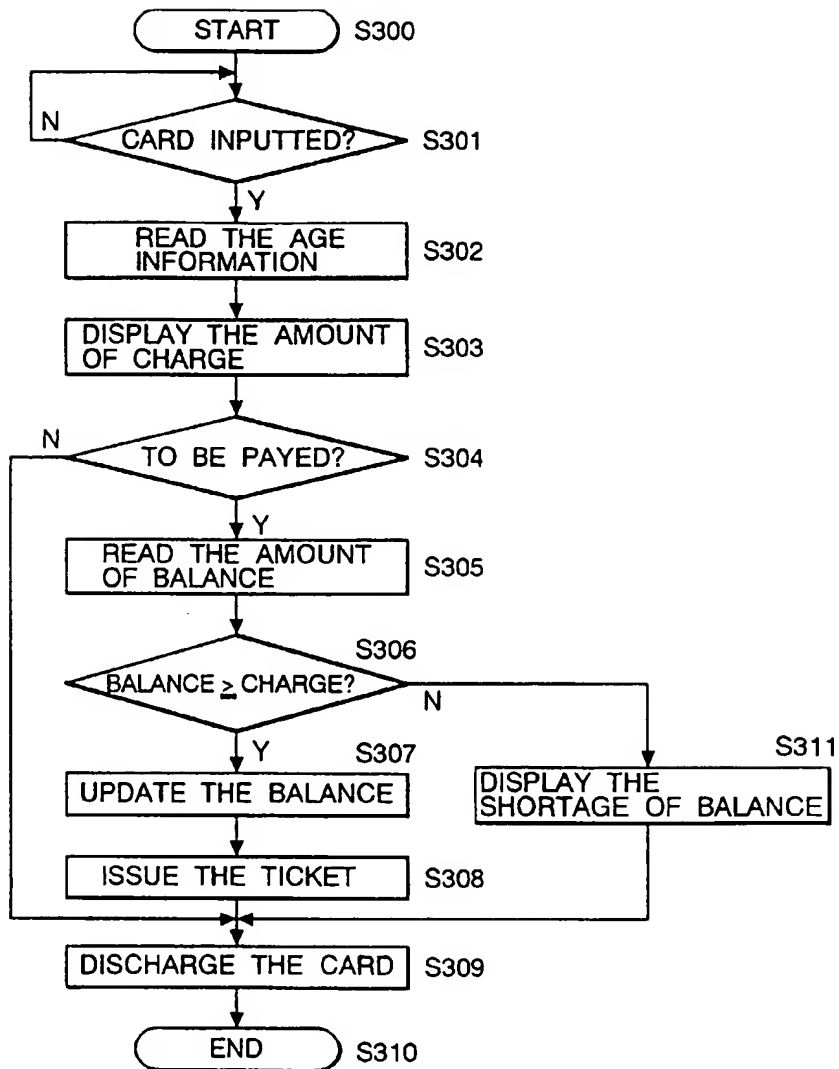 START
S300
N
CARD INPUTTED?
S301
Y
READ THE AGE
INFORMATION
S302
DISPLAY THE AMOUNT
OF CHARGE
S303
N
TO BE PAYED?
S304
Y
READ THE AMOUNT
OF BALANCE
S305
S306
BALANCE ≥ CHARGE?
N
Y
S307
UPDATE THE BALANCE
S311
DISPLAY THE
SHORTAGE OF BALANCE
ISSUE THE TICKET
S308
DISCHARGE THE CARD
S309
END
S310